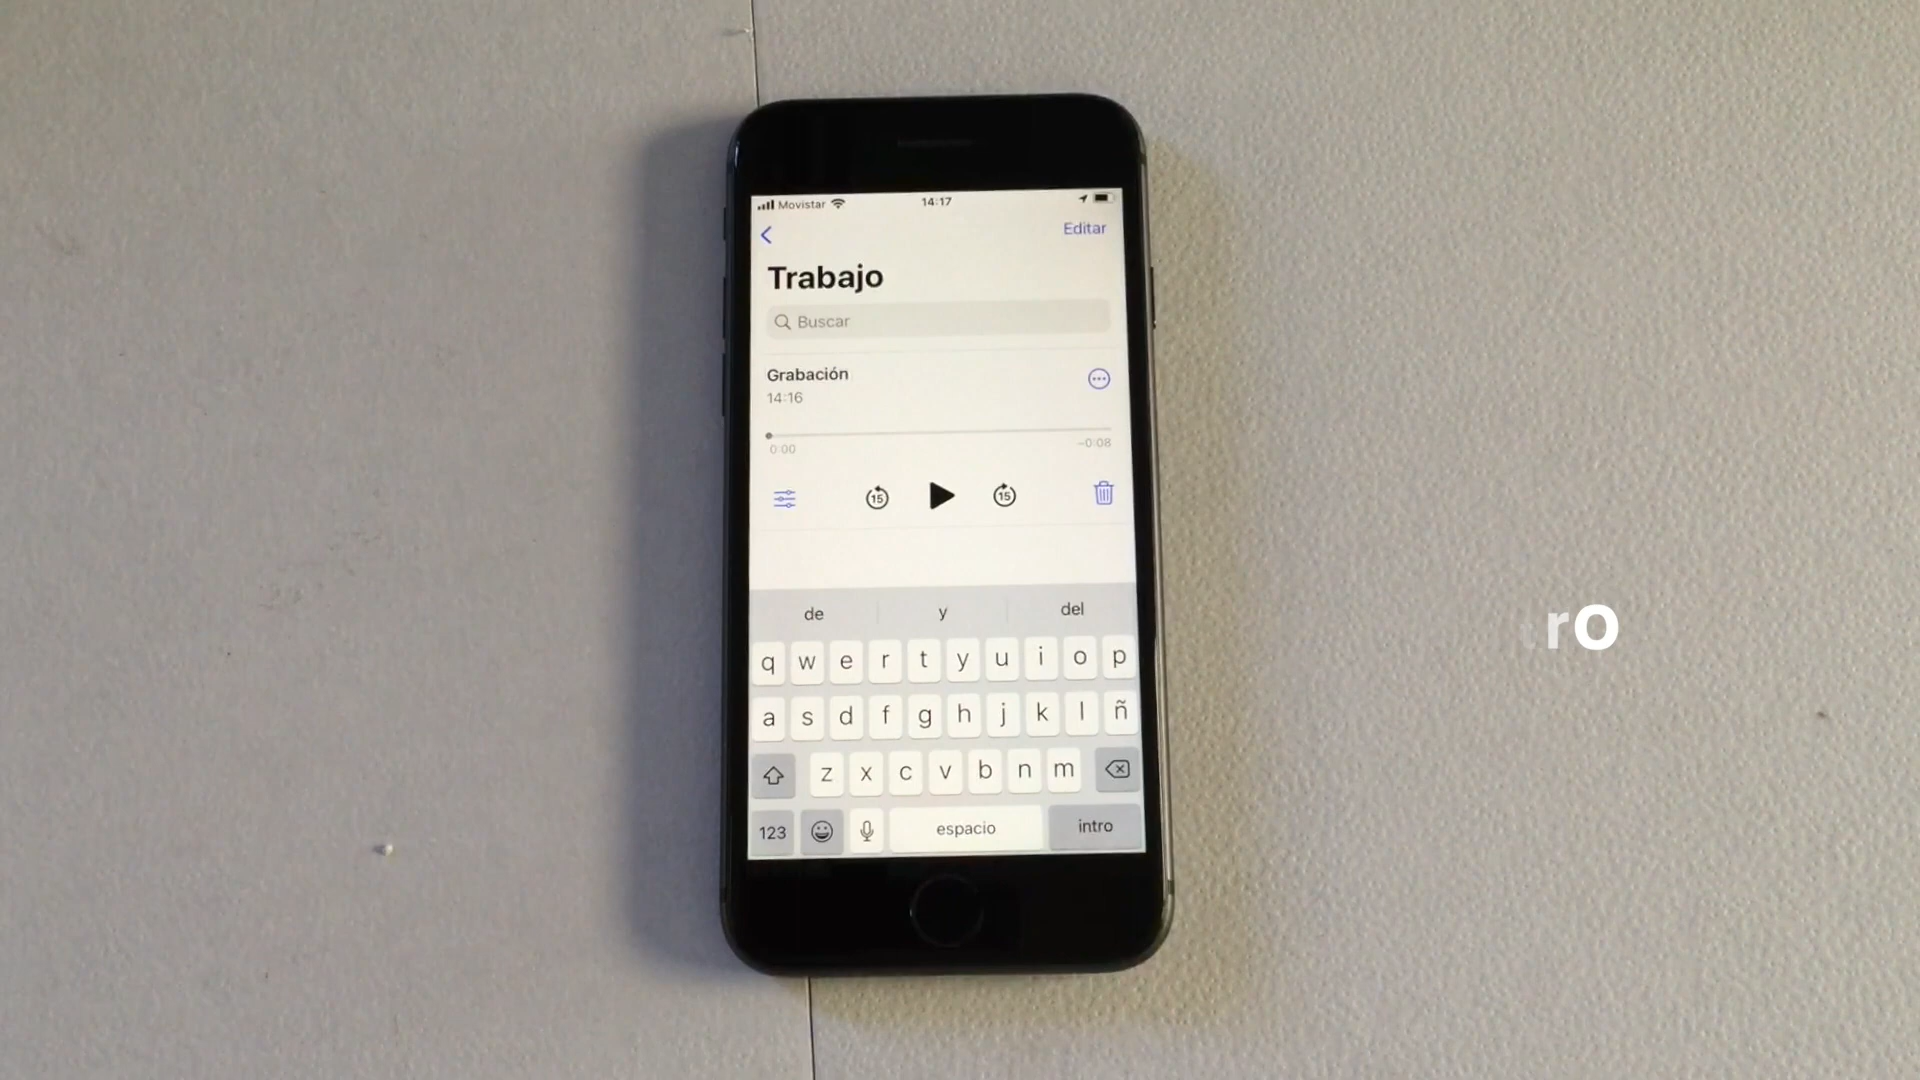 Movistar 14:17
Editar
Trabajo
Buscar
Grabación
14:16
0:00 -0:08
15 15
de y del
q w e r t y u i o p
a s d f g h j k l ñ
z x c v b n m
123 espacio intro